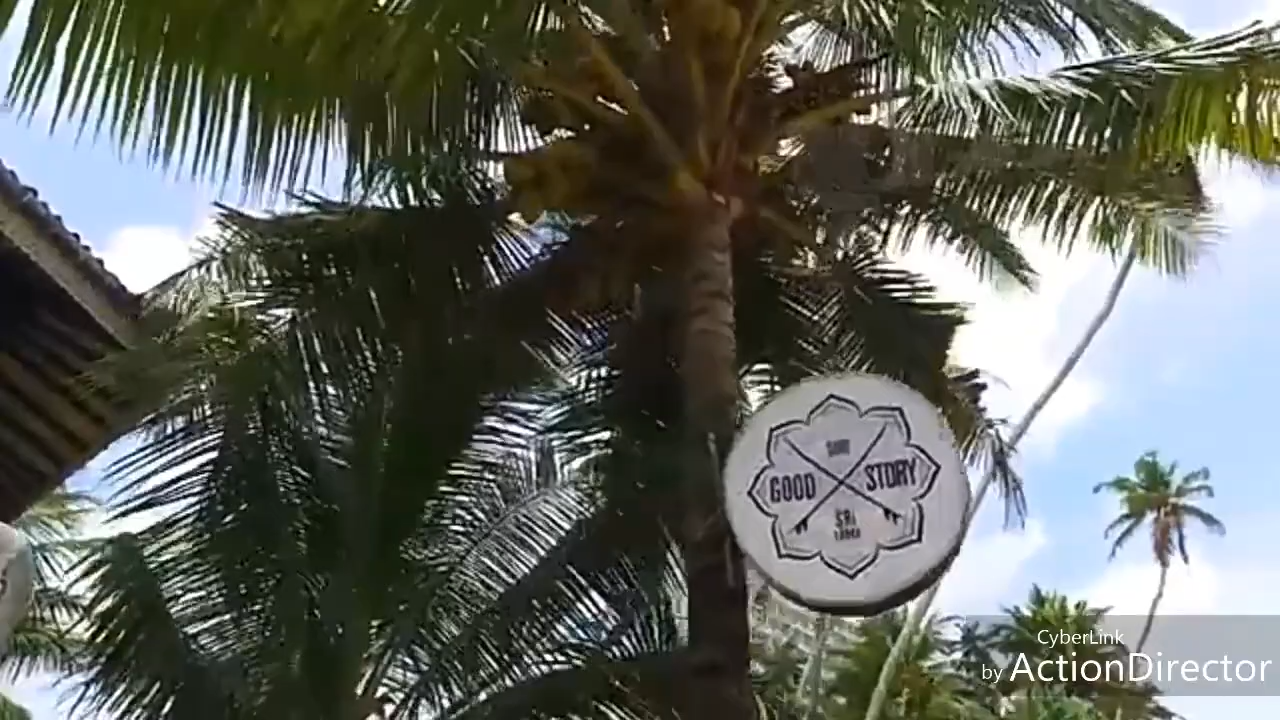 SURF
GOOD STORY
SRI
LANKA
CyberLink
by ActionDirector